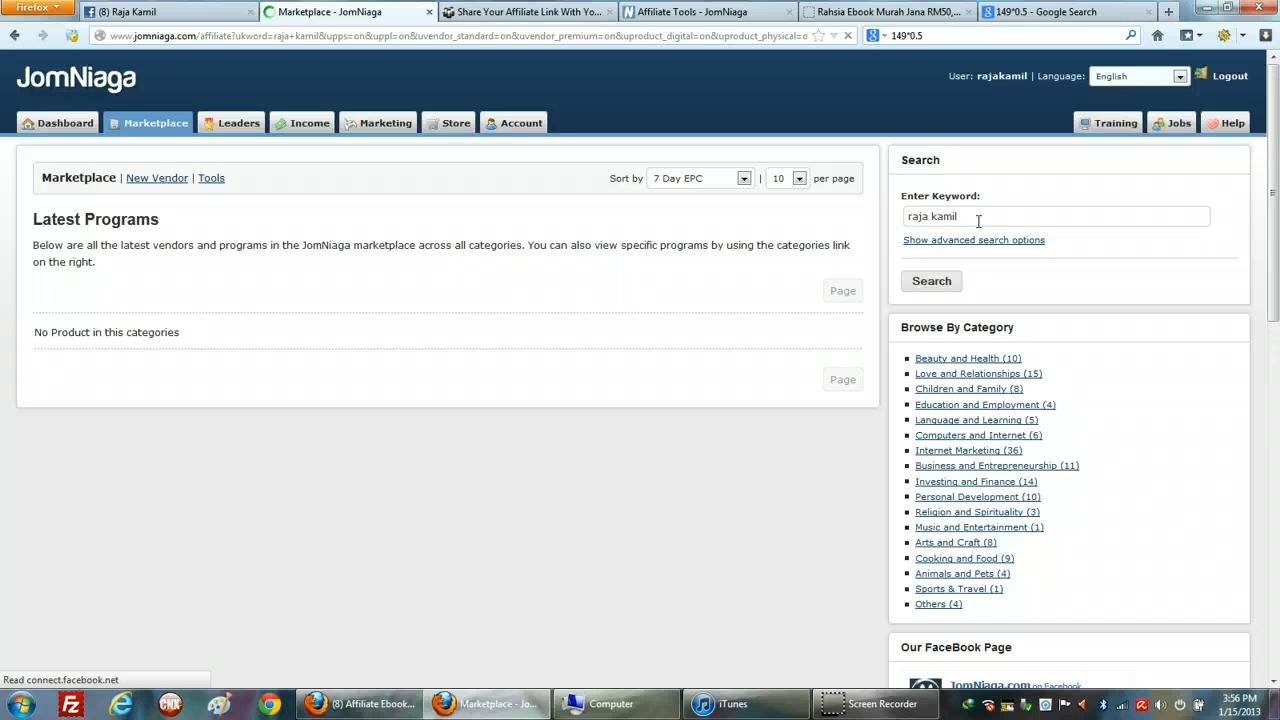 Firefox
(8) Raja Kamil
Marketplace - JomNiaga
Share Your Affiliate Link With Yo...
Affiliate Tools - JomNiaga
Rahsia Ebook Murah Jana RM50,...
149*0.5 - Google Search
www.jomniaga.com/affiliate?ukword=raja+kamil&upps=on&uppl=on&uvendor_standard=on&uvendor_premium=on&uproduct_digital=on&uproduct_physical=o
149*0.5
JomNiaga
User: rajakamil | Language: English
Logout
Dashboard
Marketplace
Leaders
Income
Marketing
Store
Account
Training
Jobs
Help
Marketplace | New Vendor | Tools
Sort by 7 Day EPC | 10 per page
Latest Programs
Below are all the latest vendors and programs in the JomNiaga marketplace across all categories. You can also view specific programs by using the categories link
on the right.
Page
No Product in this categories
Page
Search
Enter Keyword:
raja kamil
Show advanced search options
Search
Browse By Category
Beauty and Health (10)
Love and Relationships (15)
Children and Family (8)
Education and Employment (4)
Language and Learning (5)
Computers and Internet (6)
Internet Marketing (36)
Business and Entrepreneurship (11)
Investing and Finance (14)
Personal Development (10)
Religion and Spirituality (3)
Music and Entertainment (1)
Arts and Craft (8)
Cooking and Food (9)
Animals and Pets (4)
Sports & Travel (1)
Others (4)
Our FaceBook Page
JomNiaga.com on Facebook
Read connect.facebook.net
(8) Affiliate Ebook...
Marketplace - Jo...
Computer
iTunes
Screen Recorder
3:56 PM
1/15/2013